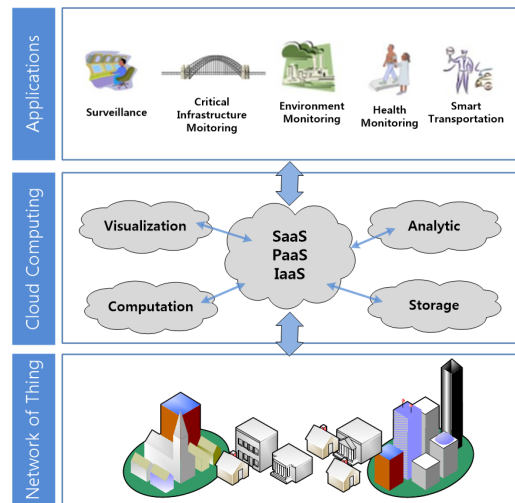 Applications
Surveillance
Critical
Infrastructure
Moitoring
Environment
Monitoring
Health
Monitoring
Smart
Transportation
Cloud Computing
Visualization
SaaS
PaaS
IaaS
Analytic
Computation
Storage
Network of Thing